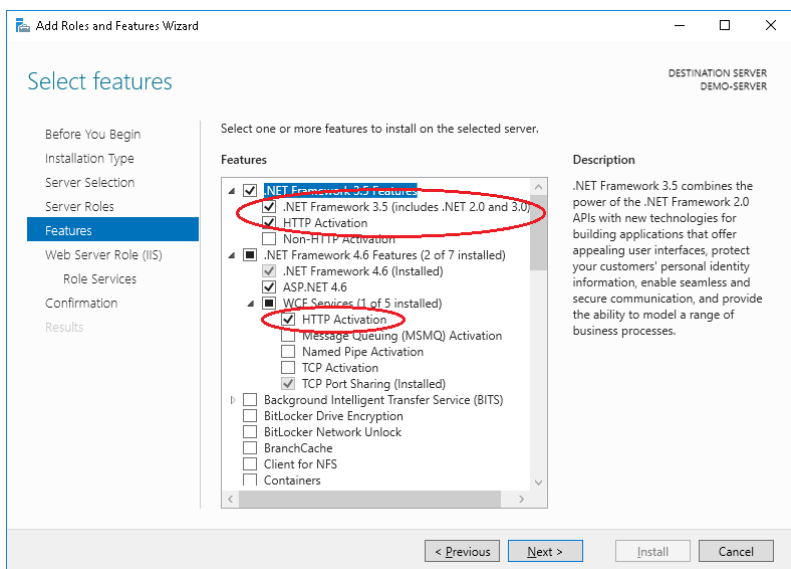 Add Roles and Features Wizard
Select features
DESTINATION SERVER
DEMO-SERVER
Before You Begin
Installation Type
Server Selection
Server Roles
Features
Web Server Role (IIS)
Role Services
Confirmation
Results
Select one or more features to install on the selected server.
Features
.NET Framework 3.5 Features
.NET Framework 3.5 (includes .NET 2.0 and 3.0)
HTTP Activation
Non-HTTP Activation
.NET Framework 4.6 Features (2 of 7 installed)
.NET Framework 4.6 (Installed)
ASP.NET 4.6
WCF Services (1 of 5 installed)
HTTP Activation
Message Queuing (MSMQ) Activation
Named Pipe Activation
TCP Activation
TCP Port Sharing (Installed)
Background Intelligent Transfer Service (BITS)
BitLocker Drive Encryption
BitLocker Network Unlock
BranchCache
Client for NFS
Containers
Description
.NET Framework 3.5 combines the
power of the .NET Framework 2.0
APIs with new technologies for
building applications that offer
appealing user interfaces, protect
your customers' personal identity
information, enable seamless and
secure communication, and provide
the ability to model a range of
business processes.
< Previous
Next >
Install
Cancel